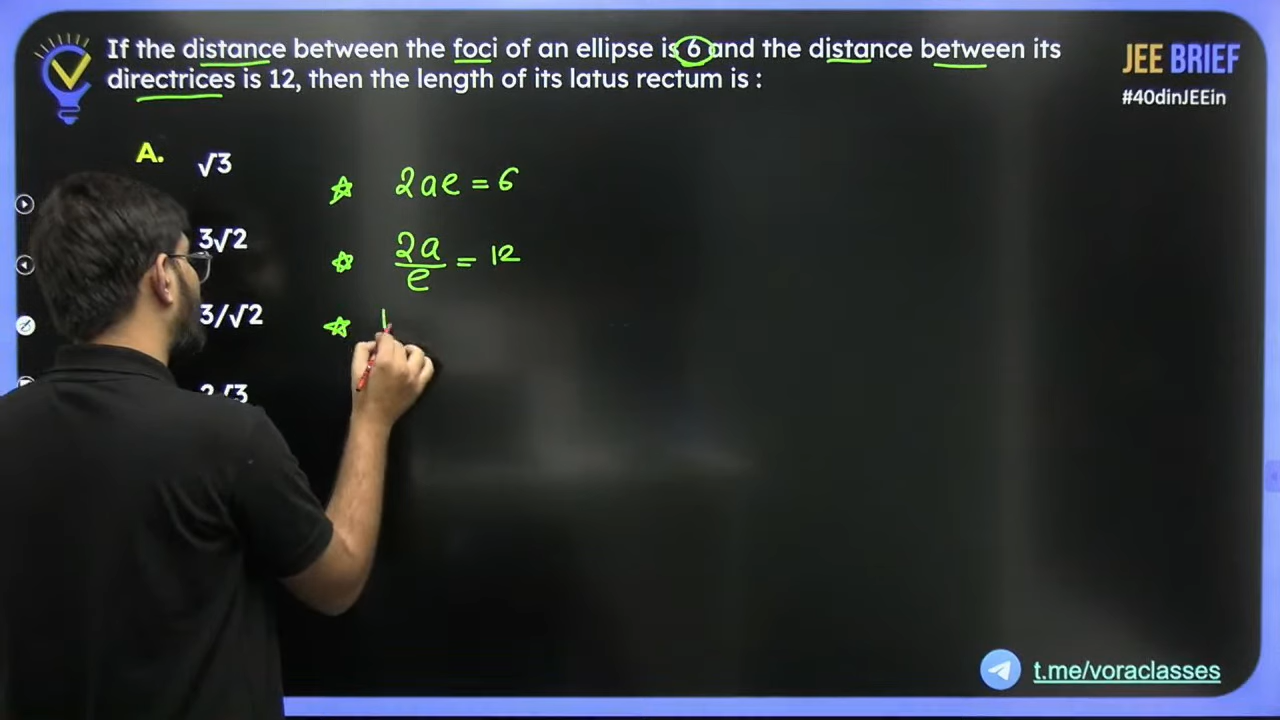 If the distance between the foci of an ellipse is 6 and the distance between its
directrices is 12, then the length of its latus rectum is :
JEE BRIEF
#40dinJEEin
A.
√3
3√2
3/√2
2√3
2ae = 6
2a/e = 12
t.me/voraclasses